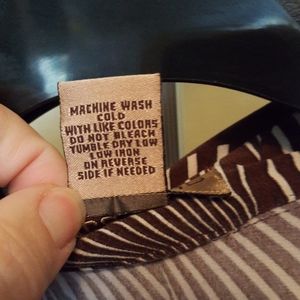 MACHINE WASH
COLD
WITH LIKE COLORS
DO NOT BLEACH
TUMBLE DRY LOW
LOW IRON
ON REVERSE
SIDE IF NEEDED